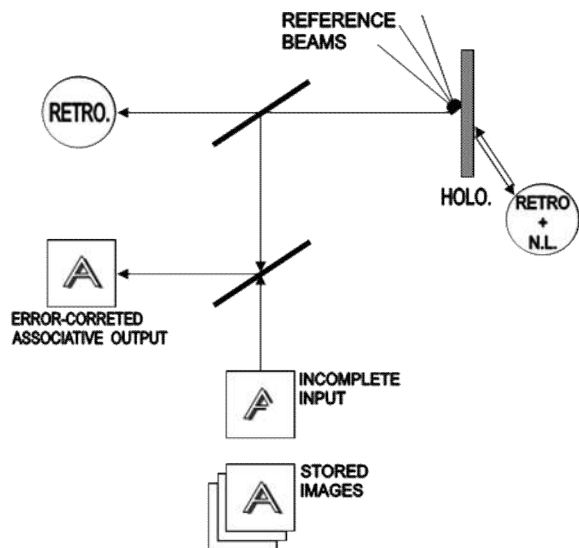 REFERENCE
BEAMS
RETRO.
HOLO.
RETRO
+
N.L.
A
ERROR-CORRETED
ASSOCIATIVE OUTPUT
INCOMPLETE
INPUT
STORED
IMAGES
A